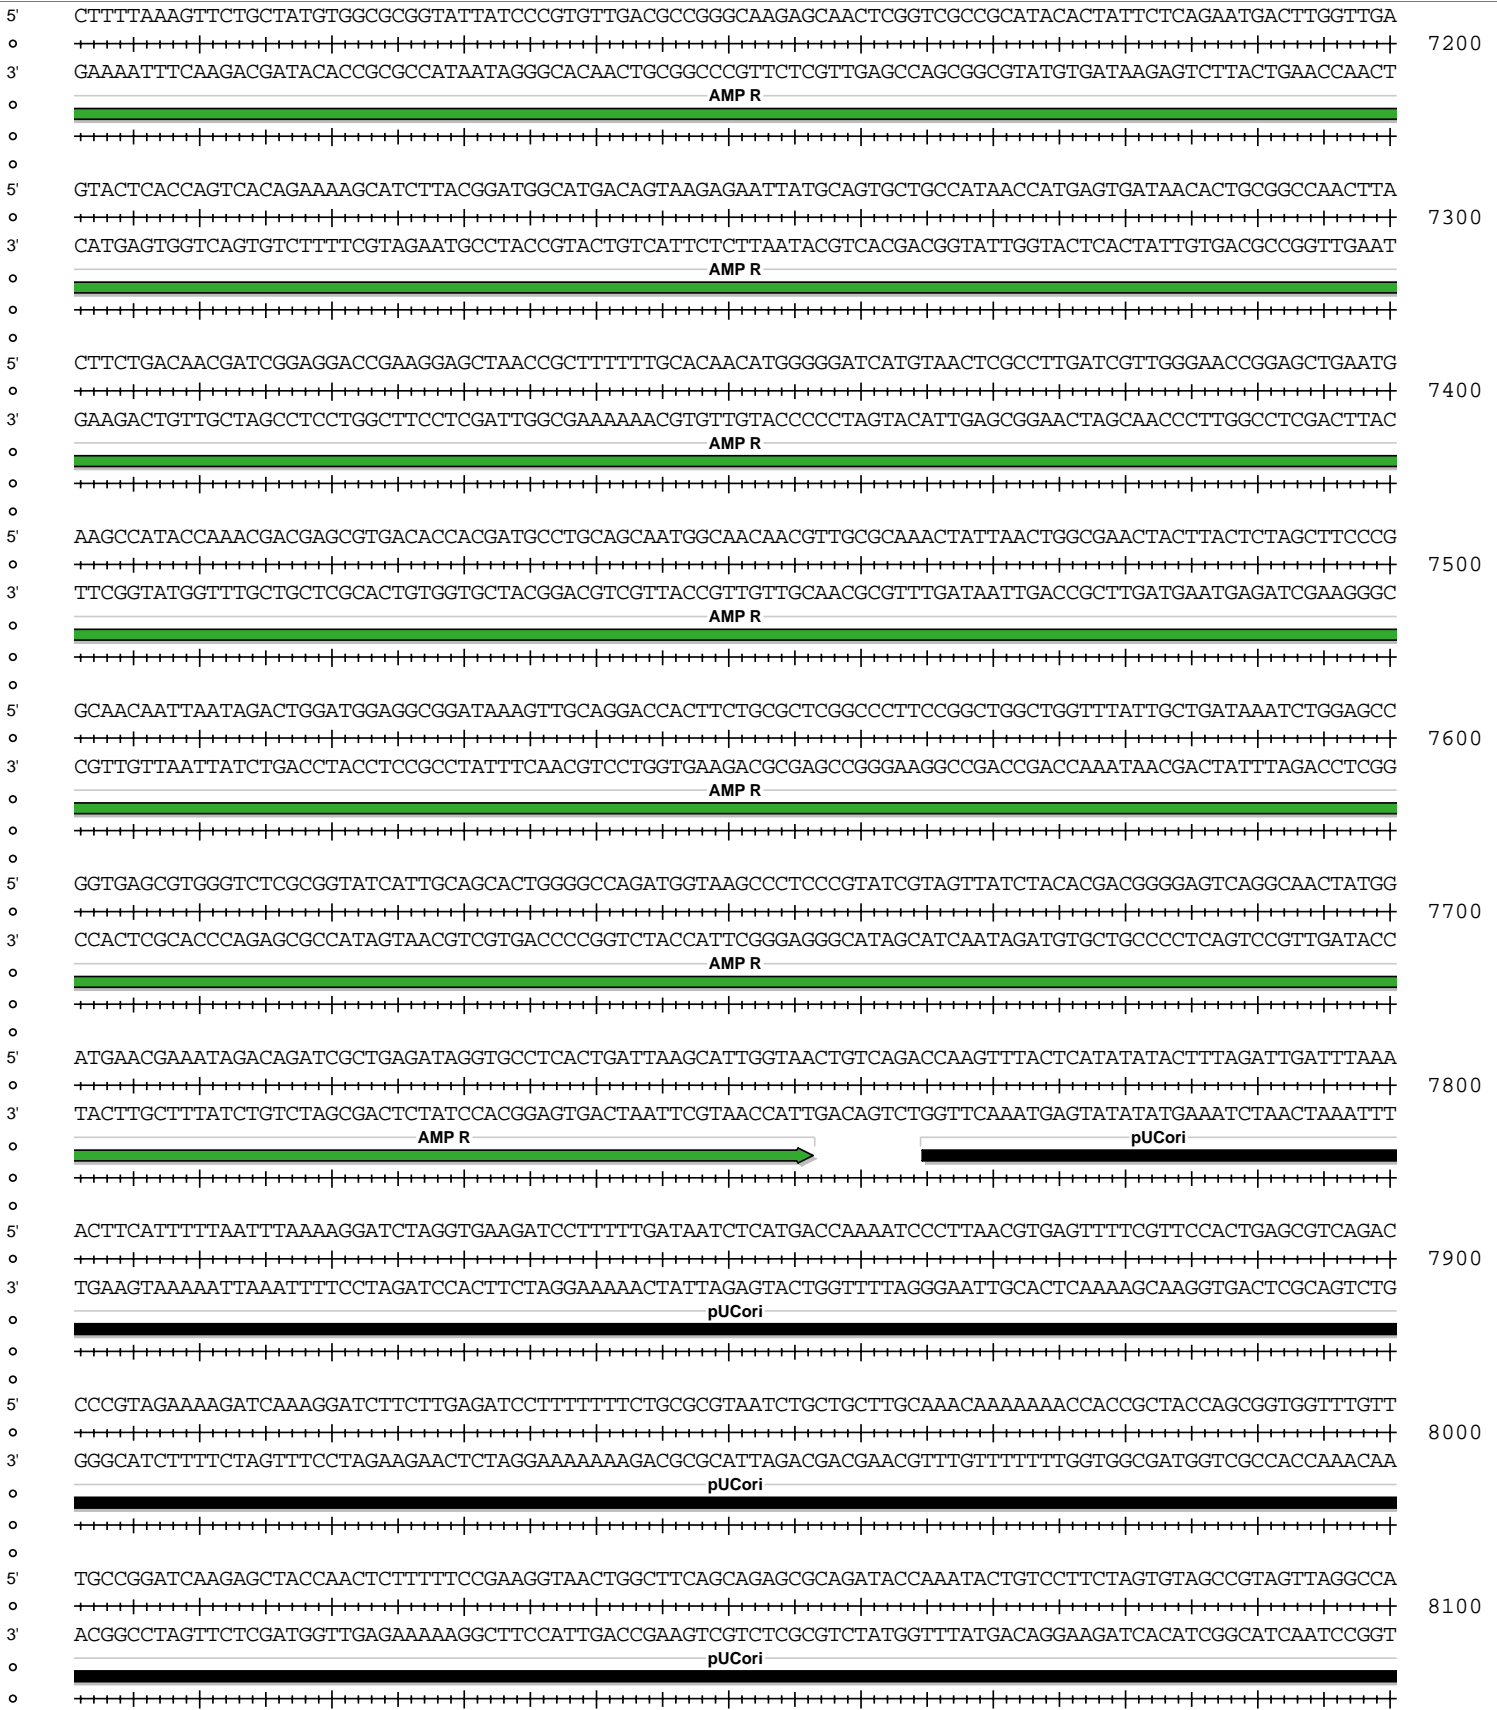 5' CTTTTAAAGTTCTGCTATGTGGCGCGGTATTATCCCGTGTTGACGCCGGGCAAGAGCAACTCGGTCGCCGCATACACTATTCTCAGAATGACTTGGTTGA
7200
3' GAAAATTTCAAGACGATACACCGCGCCATAATAGGGCACAACTGCGGCCCGTTCTCGTTGAGCCAGCGGCGTATGTGATAAGAGTCTTACTGAACCAACT
AMP R
5' GTACTCACCAGTCACAGAAAAGCATCTTACGGATGGCATGACAGTAAGAGAATTATGCAGTGCTGCCATAACCATGAGTGATAACACTGCGGCCAACTTA
7300
3' CATGAGTGGTCAGTGTCTTTTCGTAGAATGCCTACCGTACTGTCATTCTCTTAATACGTCACGACGGTATTGGTACTCACTATTGTGACGCCGGTTGAAT
AMP R
5' CTTCTGACAACGATCGGAGGACCGAAGGAGCTAACCGCTTTTTTGCACAACATGGGGGATCATGTAACTCGCCTTGATCGTTGGGAACCGGAGCTGAATG
7400
3' GAAGACTGTTGCTAGCCTCCTGGCTTCCTCGATTGGCGAAAAAACGTGTTGTACCCCCTAGTACATTGAGCGGAACTAGCAACCCTTGGCCTCGACTTAC
AMP R
5' AAGCCATACCAAACGACGAGCGTGACACCACGATGCCTGCAGCAATGGCAACAACGTTGCGCAAACTATTAACTGGCGAACTACTTACTCTAGCTTCCCG
7500
3' TTCGGTATGGTTTGCTGCTCGCACTGTGGTGCTACGGACGTCGTTACCGTTGTTGCAACGCGTTTGATAATTGACCGCTTGATGAATGAGATCGAAGGGC
AMP R
5' GCAACAATTAATAGACTGGATGGAGGCGGATAAAGTTGCAGGACCACTTCTGCGCTCGGCCCTTCCGGCTGGCTGGTTTATTGCTGATAAATCTGGAGCC
7600
3' CGTTGTTAATTATCTGACCTACCTCCGCCTATTTCAACGTCCTGGTGAAGACGCGAGCCGGGAAGGCCGACCGACCAAATAACGACTATTTAGACCTCGG
AMP R
5' GGTGAGCGTGGGTCTCGCGGTATCATTGCAGCACTGGGGCCAGATGGTAAGCCCTCCCGTATCGTAGTTATCTACACGACGGGGAGTCAGGCAACTATGG
7700
3' CCACTCGCACCCAGAGCGCCATAGTAACGTCGTGACCCCGGTCTACCATTCGGGAGGGCATAGCATCAATAGATGTGCTGCCCCTCAGTCCGTTGATACC
AMP R
5' ATGAACGAAATAGACAGATCGCTGAGATAGGTGCCTCACTGATTAAGCATTGGTAACTGTCAGACCAAGTTTACTCATATATACTTTAGATTGATTTAAA
7800
3' TACTTGCTTTATCTGTCTAGCGACTCTATCCACGGAGTGACTAATTCGTAACCATTGACAGTCTGGTTCAAATGAGTATATATGAAATCTAACTAAATTT
AMP R pUCori
5' ACTTCATTTTTAATTTAAAAGGATCTAGGTGAAGATCCTTTTTGATAATCTCATGACCAAAATCCCTTAACGTGAGTTTTCGTTCCACTGAGCGTCAGAC
7900
3' TGAAGTAAAAATTAAATTTTCCTAGATCCACTTCTAGGAAAAACTATTAGAGTACTGGTTTTAGGGAATTGCACTCAAAAGCAAGGTGACTCGCAGTCTG
pUCori
5' CCCGTAGAAAAGATCAAAGGATCTTCTTGAGATCCTTTTTTTCTGCGCGTAATCTGCTGCTTGCAAACAAAAAAACCACCGCTACCAGCGGTGGTTTGTT
8000
3' GGGCATCTTTTCTAGTTTCCTAGAAGAACTCTAGGAAAAAAAGACGCGCATTAGACGACGAACGTTTGTTTTTTTGGTGGCGATGGTCGCCACCAAACAA
pUCori
5' TGCCGGATCAAGAGCTACCAACTCTTTTTCCGAAGGTAACTGGCTTCAGCAGAGCGCAGATACCAAATACTGTCCTTCTAGTGTAGCCGTAGTTAGGCCA
8100
3' ACGGCCTAGTTCTCGATGGTTGAGAAAAAGGCTTCCATTGACCGAAGTCGTCTCGCGTCTATGGTTTATGACAGGAAGATCACATCGGCATCAATCCGGT
pUCori